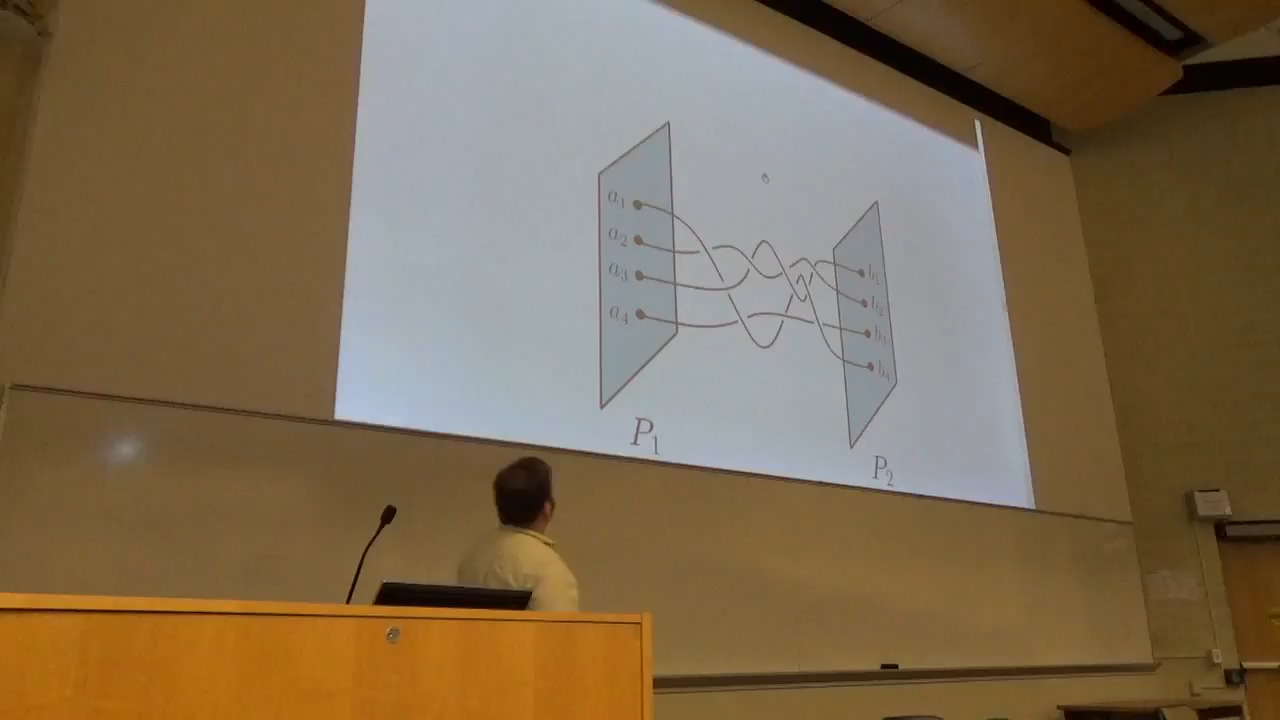 a₁
a₂
a₃
a₄
b₁
b₂
b₃
b₄
P₁
P₂